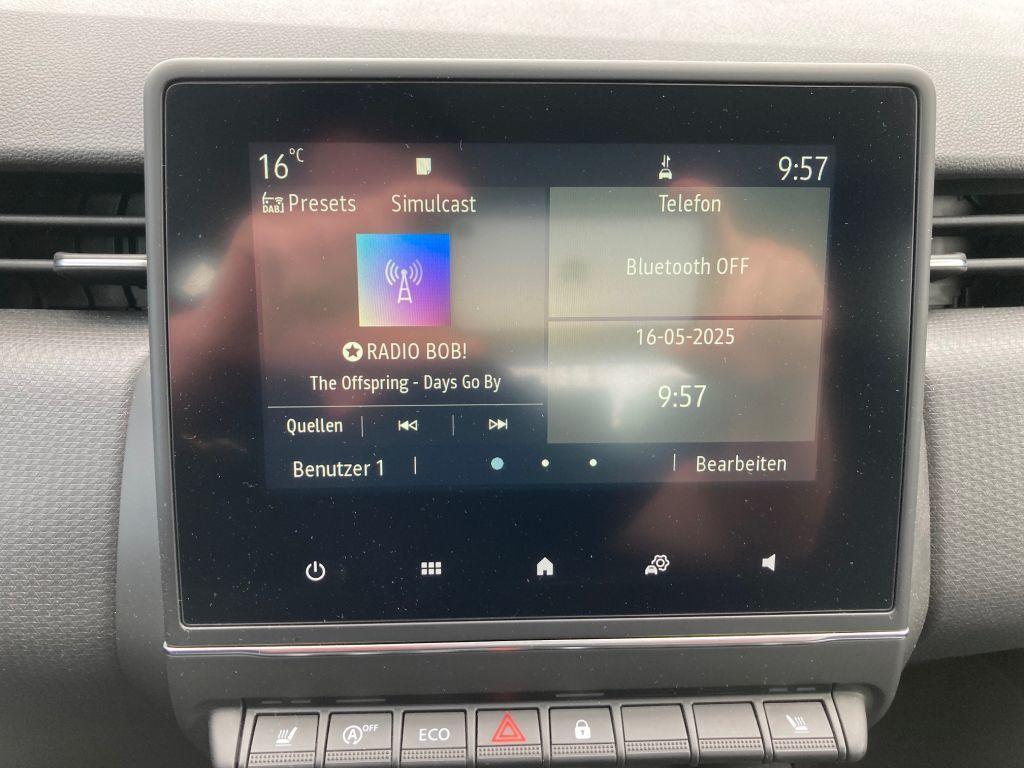 16°C
9:57
DAB
Presets
Simulcast
Telefon
Bluetooth OFF
RADIO BOB!
The Offspring - Days Go By
16-05-2025
9:57
Quellen
Benutzer 1
Bearbeiten
A OFF
ECO